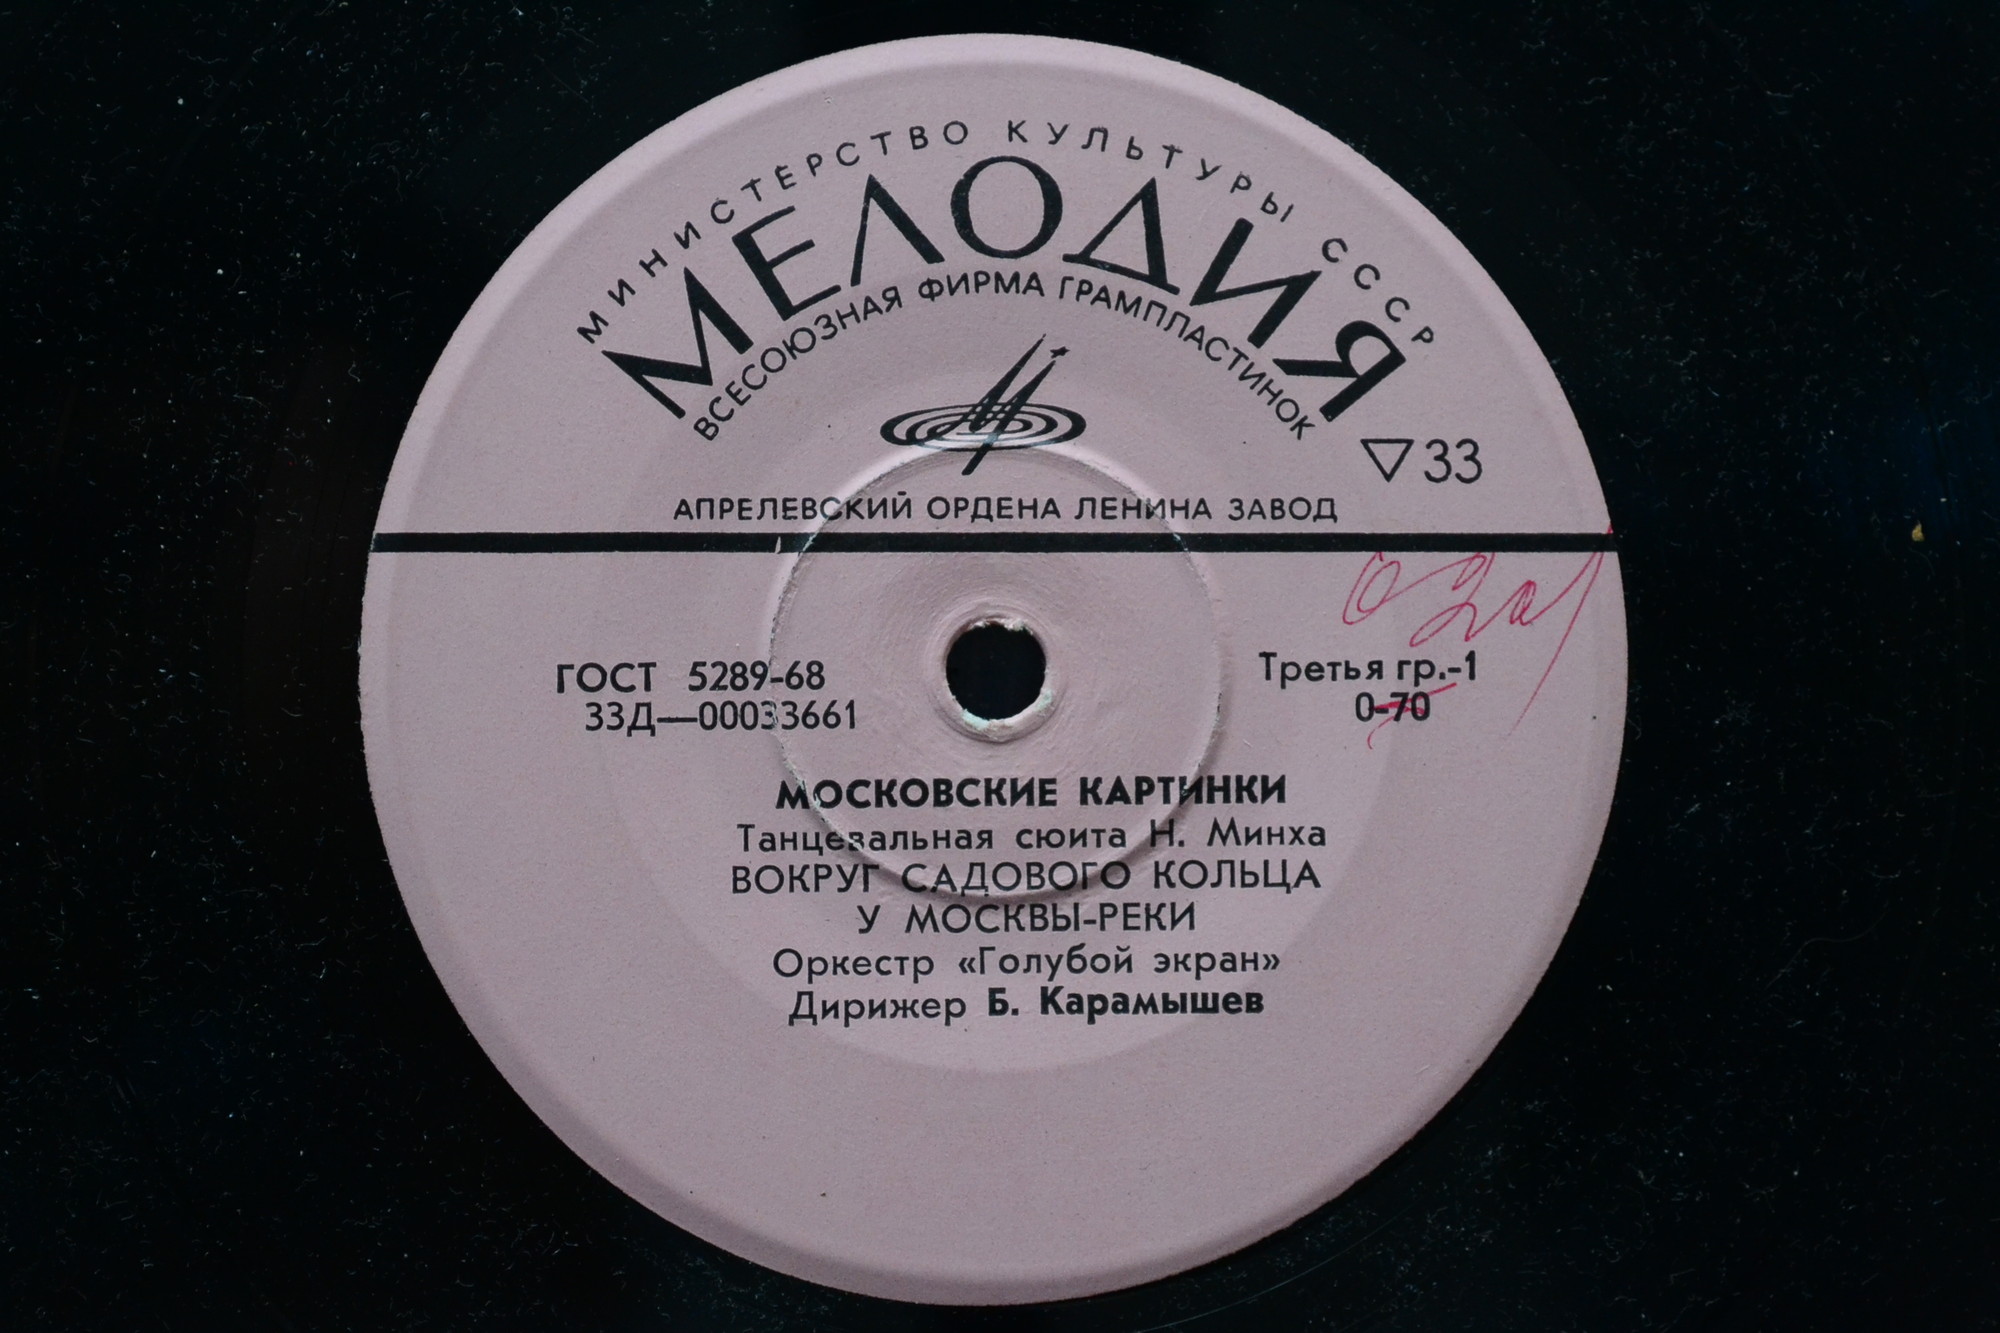 МИНИСТЕРСТВО КУЛЬТУРЫ СССР
МЕЛОДИЯ
ВСЕСОЮЗНАЯ ФИРМА ГРАМПЛАСТИНОК
▽33
АПРЕЛЕВСКИЙ ОРДЕНА ЛЕНИНА ЗАВОД
ГОСТ 5289-68
33Д—00033661
Третья гр.-1
0-70
МОСКОВСКИЕ КАРТИНКИ
Танцевальная сюита Н. Минха
ВОКРУГ САДОВОГО КОЛЬЦА
У МОСКВЫ-РЕКИ
Оркестр «Голубой экран»
Дирижер Б. Карамышев